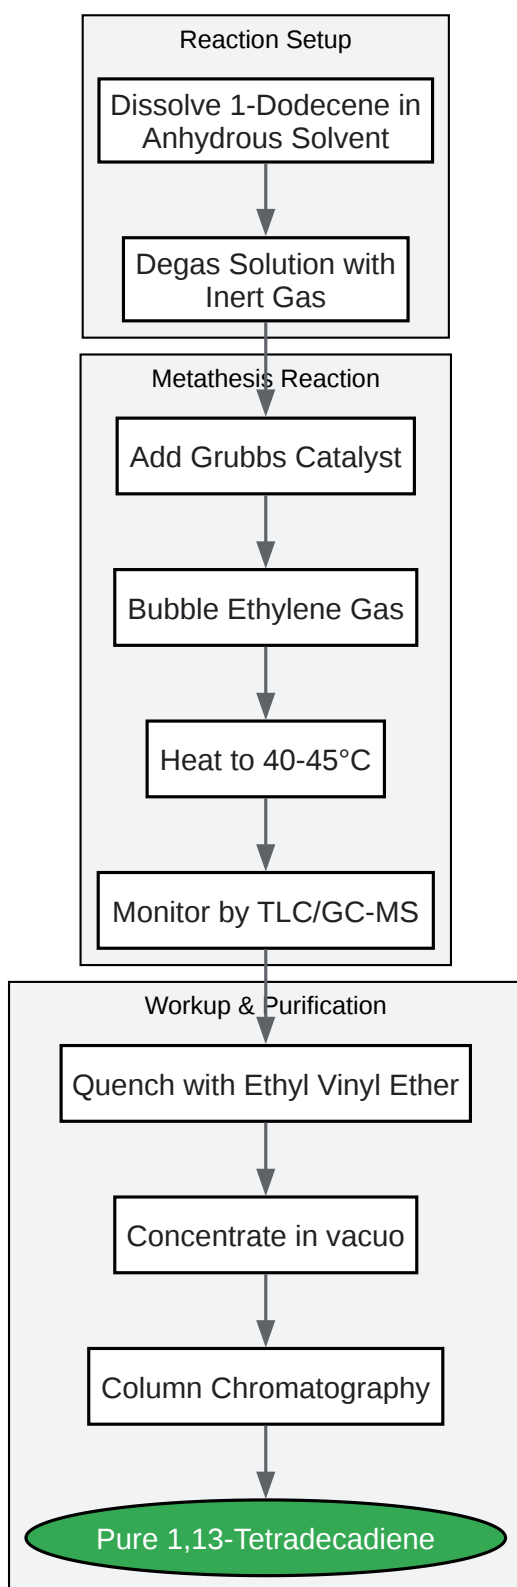 Reaction Setup
Dissolve 1-Dodecene in
Anhydrous Solvent
Degas Solution with
Inert Gas
Metathesis Reaction
Add Grubbs Catalyst
Bubble Ethylene Gas
Heat to 40-45°C
Monitor by TLC/GC-MS
Workup & Purification
Quench with Ethyl Vinyl Ether
Concentrate in vacuo
Column Chromatography
Pure 1,13-Tetradecadiene